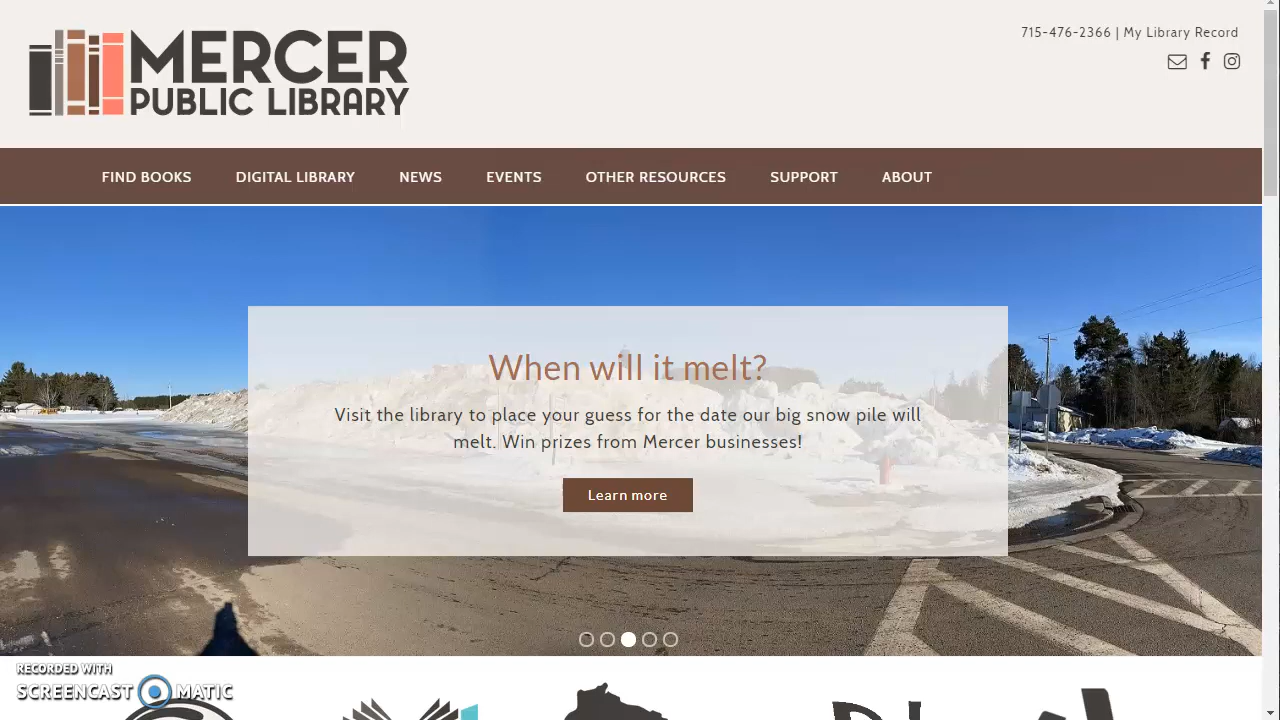 MERCER
PUBLIC LIBRARY
715-476-2366 | My Library Record
FIND BOOKS DIGITAL LIBRARY NEWS EVENTS OTHER RESOURCES SUPPORT ABOUT
When will it melt?
Visit the library to place your guess for the date our big snow pile will
melt. Win prizes from Mercer businesses!
Learn more
RECORDED WITH
SCREENCAST MATIC